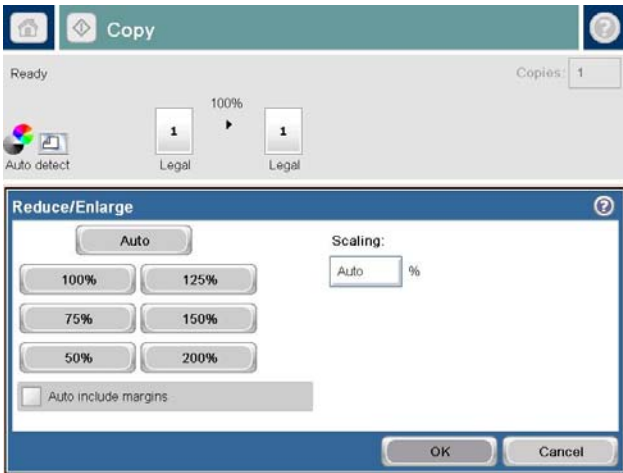 Copy
?
Ready
Copies: 1
100%
1 1
Auto detect Legal Legal
Reduce/Enlarge ?
Auto Scaling:
Auto %
100% 125%
75% 150%
50% 200%
Auto include margins
OK Cancel